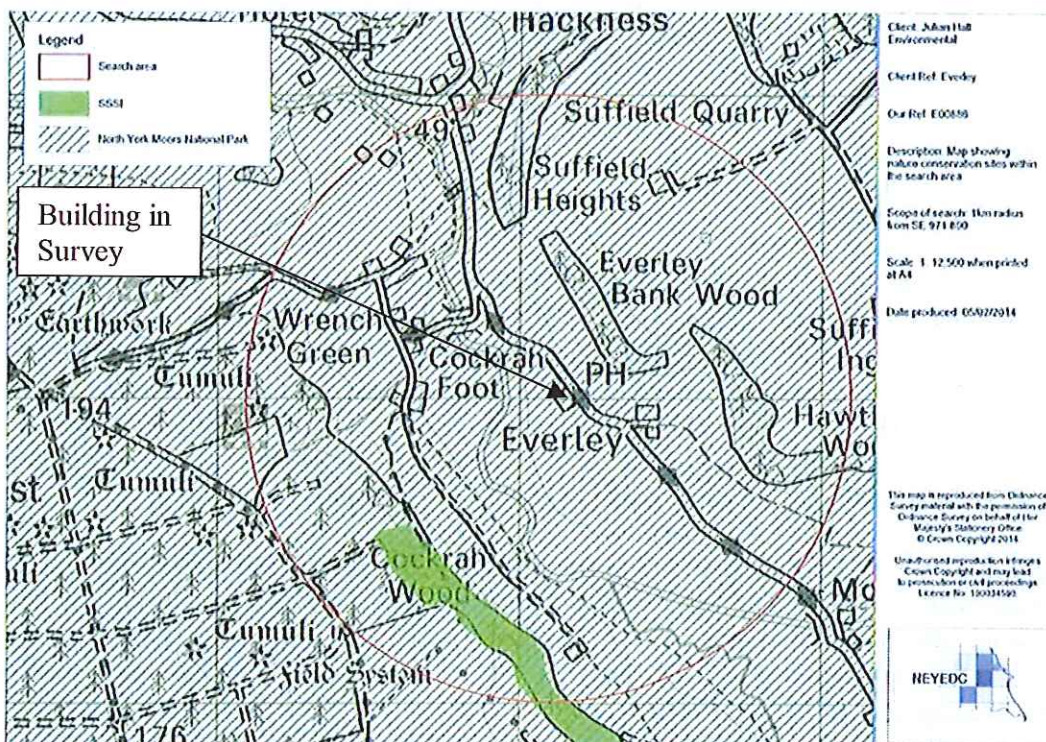 Legend
Search area
SSSI
North York Moors National Park
Hackness
49
Suffield Quarry
Suffield
Heights
Building in
Survey
Everley
Bank Wood
Earthwork
Wrench
Green
Cockrah
Foot
PH
Tumuli
194
Everley
Tumuli
Cockrah
Wood
Tumuli
Field System
176
Client: Julian Hall
Environmental
Client Ref: Everley
Our Ref: E00886
Description: Map showing
nature conservation sites within
the search area
Scope of search: 1km radius
from SE 971 890
Scale: 1:12,500 when printed
at A4
Date produced: 05/02/2014
This map is reproduced from Ordnance
Survey material with the permission of
Ordnance Survey on behalf of Her
Majesty's Stationery Office
© Crown Copyright 2014
Unauthorised reproduction infringes
Crown Copyright and may lead
to prosecution or civil proceedings
NEYEDC